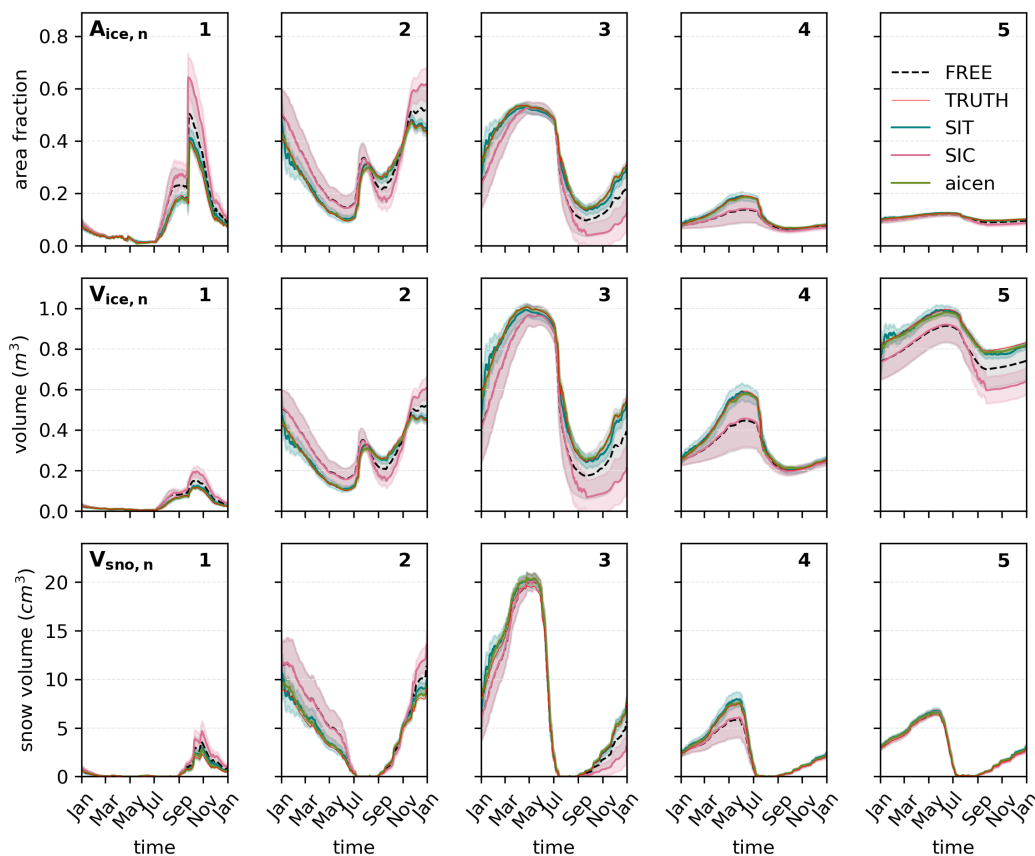 A_ice, n 1 2 3 4 5
0.8
0.6
0.4
0.2
0.0
area fraction
FREE
TRUTH
SIT
SIC
aicen
V_ice, n 1 2 3 4 5
1.0
0.8
0.6
0.4
0.2
0.0
volume (m³)
V_sno, n 1 2 3 4 5
20
15
10
5
0
snow volume (cm³)
Jan Mar May Jul Sep Nov Jan Jan Mar May Jul Sep Nov Jan Jan Mar May Jul Sep Nov Jan Jan Mar May Jul Sep Nov Jan Jan Mar May Jul Sep Nov Jan
time time time time time